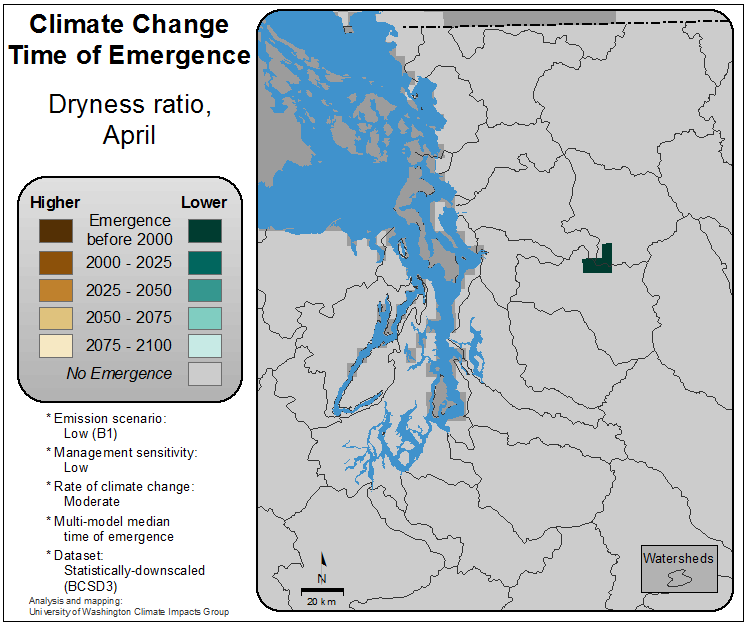 Climate Change
Time of Emergence
Dryness ratio,
April
Higher Lower
Emergence
before 2000
2000 - 2025
2025 - 2050
2050 - 2075
2075 - 2100
No Emergence
* Emission scenario:
Low (B1)
* Management sensitivity:
Low
* Rate of climate change:
Moderate
* Multi-model median
time of emergence
* Dataset:
Statistically-downscaled
(BCSD3)
Analysis and mapping:
University of Washington Climate Impacts Group
N
20 km
Watersheds